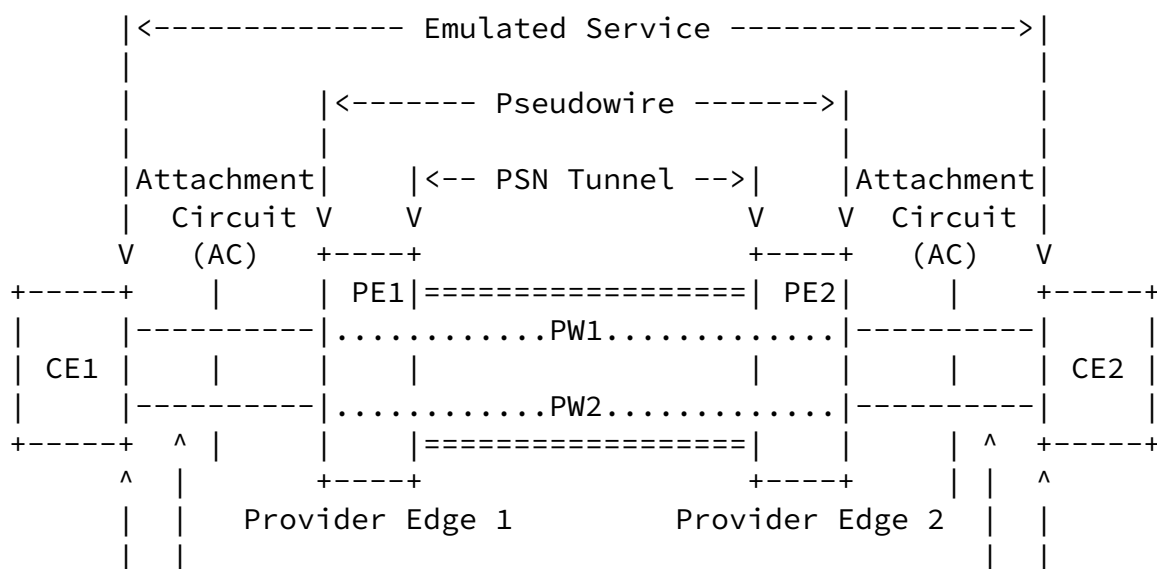 |<-------------- Emulated Service ---------------->|
|                                                  |
|          |<------- Pseudowire ------->|          |
|          |                            |          |
|Attachment|    |<-- PSN Tunnel -->|    |Attachment|
|  Circuit V    V                  V    V  Circuit |
V   (AC)   +----+                  +----+   (AC)   V
+-----+    |     | PE1|==================| PE2|     |    +-----+
|     |----------|............PW1.............|----------|     |
| CE1 |    |     |    |                  |    |     |    | CE2 |
|     |----------|............PW2.............|----------|     |
+-----+  ^ |     |    |==================|    |     | ^  +-----+
^  |       +----+                  +----+     | |  ^
|  |   Provider Edge 1         Provider Edge 2  |  |
|  |                                            |  |